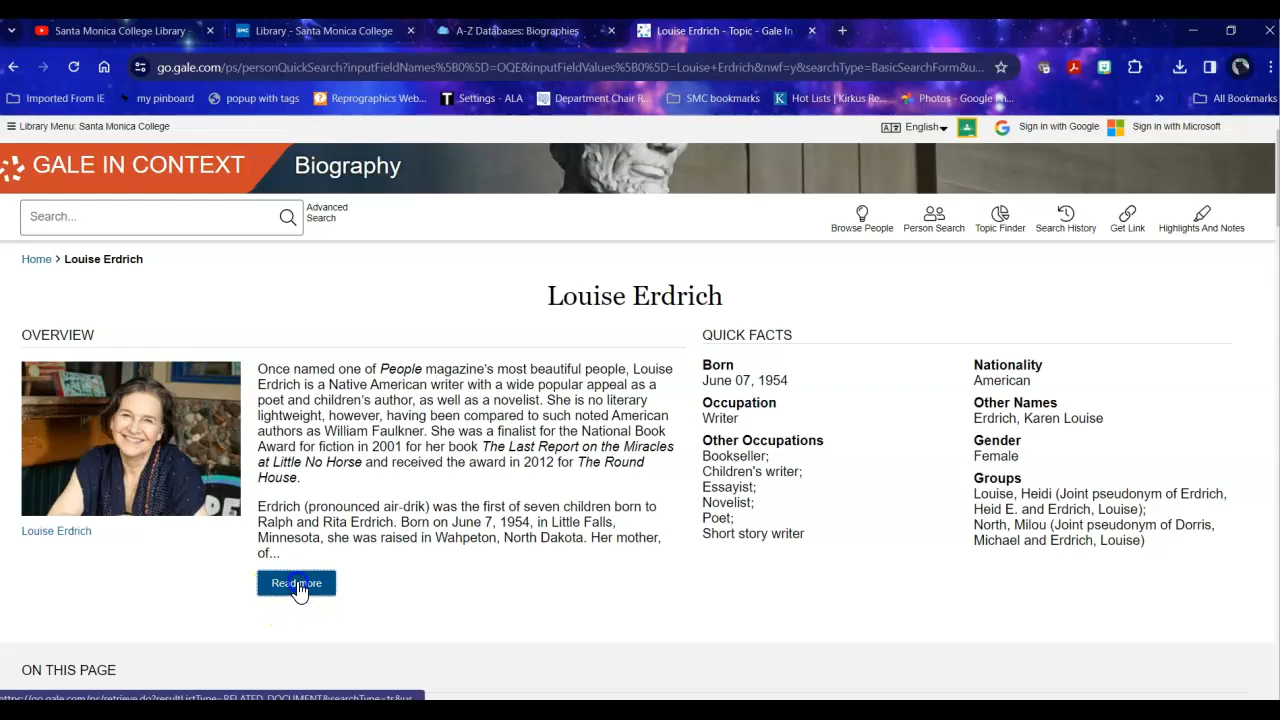 Santa Monica College Library -
Library - Santa Monica College
A-Z Databases: Biographies
Louise Erdrich - Topic - Gale In
go.gale.com/ps/personQuickSearch?inputFieldNames%5B0%5D=OQE&inputFieldValues%5B0%5D=Louise+Erdrich&nwf=y&searchType=BasicSearchForm&u...
Imported From IE
my pinboard
popup with tags
Reprographics Web...
Settings - ALA
Department Chair R...
SMC bookmarks
Hot Lists | Kirkus Re...
Photos - Google Ph...
»
All Bookmarks
Library Menu: Santa Monica College
English
Sign in with Google
Sign in with Microsoft
GALE IN CONTEXT
Biography
Search...
Advanced
Search
Browse People
Person Search
Topic Finder
Search History
Get Link
Highlights And Notes
Home > Louise Erdrich
Louise Erdrich
OVERVIEW
Once named one of People magazine's most beautiful people, Louise
Erdrich is a Native American writer with a wide popular appeal as a
poet and children's author, as well as a novelist. She is no literary
lightweight, however, having been compared to such noted American
authors as William Faulkner. She was a finalist for the National Book
Award for fiction in 2001 for her book The Last Report on the Miracles
at Little No Horse and received the award in 2012 for The Round
House.
Erdrich (pronounced air-drik) was the first of seven children born to
Ralph and Rita Erdrich. Born on June 7, 1954, in Little Falls,
Minnesota, she was raised in Wahpeton, North Dakota. Her mother,
of...
Louise Erdrich
Read more
QUICK FACTS
Born
June 07, 1954
Occupation
Writer
Other Occupations
Bookseller;
Children's writer;
Essayist;
Novelist;
Poet;
Short story writer
Nationality
American
Other Names
Erdrich, Karen Louise
Gender
Female
Groups
Louise, Heidi (Joint pseudonym of Erdrich,
Heid E. and Erdrich, Louise);
North, Milou (Joint pseudonym of Dorris,
Michael and Erdrich, Louise)
ON THIS PAGE
https://go.gale.com/ps/retrieve.do?resultListType=RELATED_DOCUMENT&searchType=ts&us...